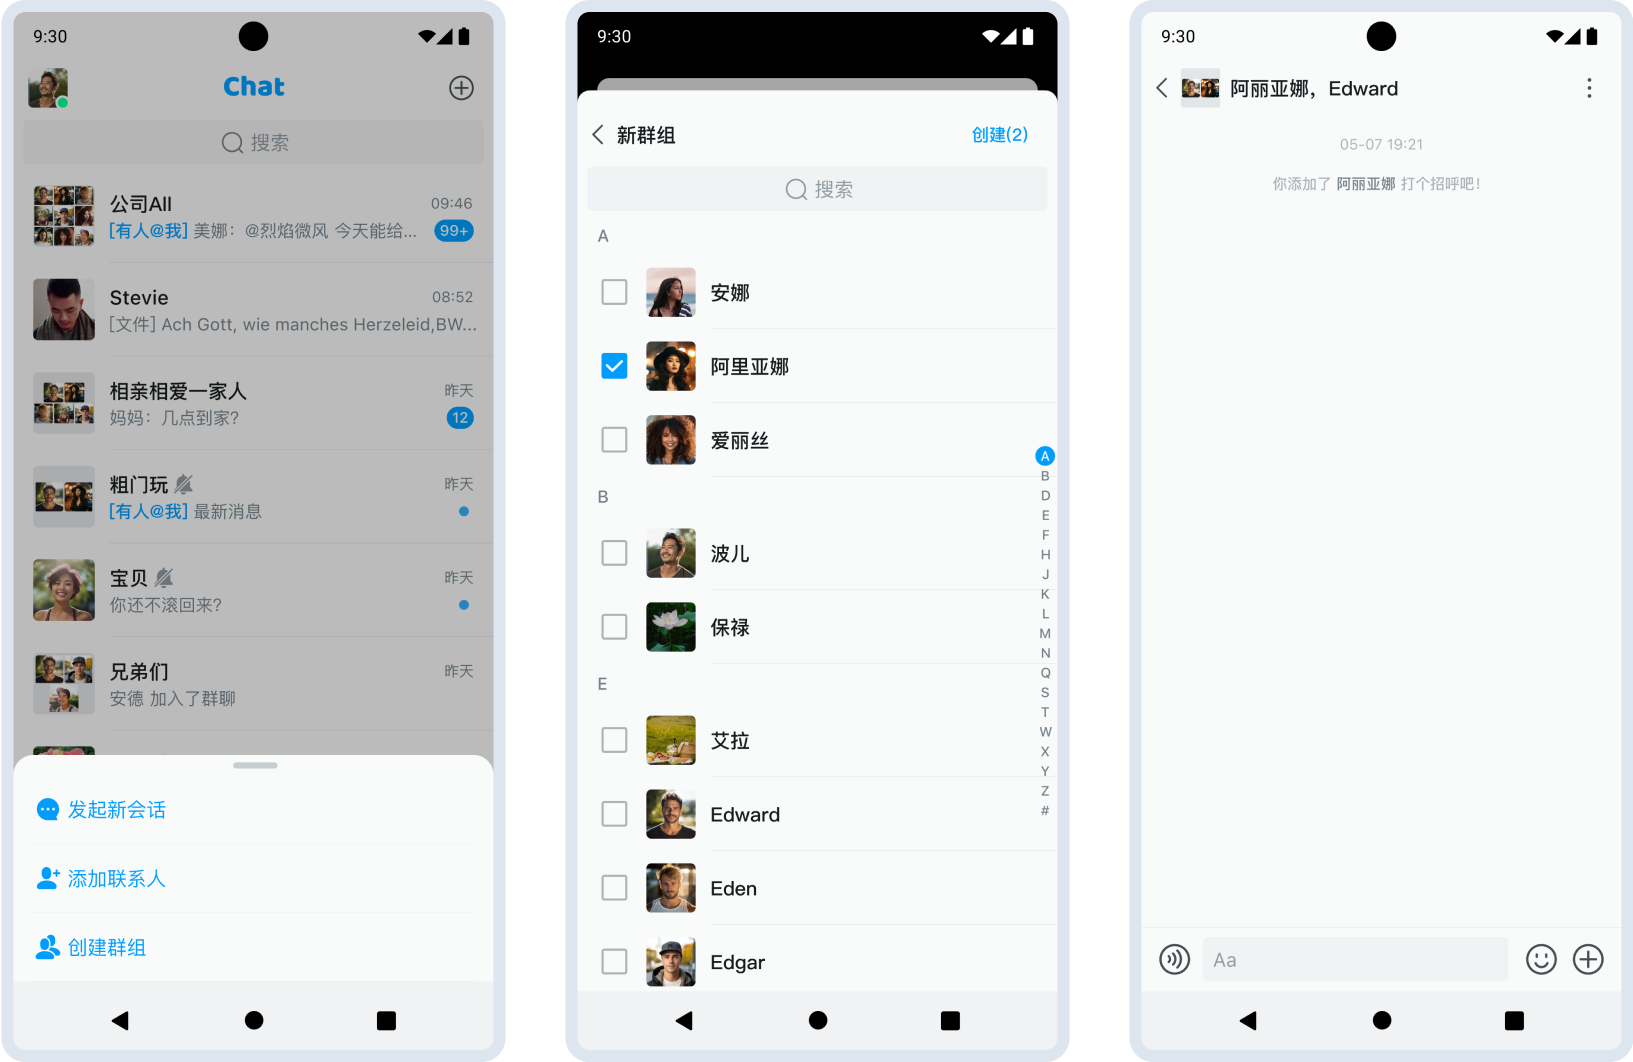 9:30
Chat
搜索
公司All
09:46
[有人@我] 美娜：@烈焰微风 今天能给...
99+
Stevie
08:52
[文件] Ach Gott, wie manches Herzeleid,BW...
相亲相爱一家人
昨天
妈妈：几点到家?
12
粗门玩
昨天
[有人@我] 最新消息
宝贝
昨天
你还不滚回来?
兄弟们
昨天
安德 加入了群聊
发起新会话
添加联系人
创建群组
9:30
新群组
创建(2)
搜索
A
安娜
阿里亚娜
爱丽丝
B
波儿
保禄
E
艾拉
Edward
Eden
Edgar
A
B
D
E
F
H
J
K
L
M
N
Q
S
T
W
X
Y
Z
#
9:30
阿丽亚娜，Edward
05-07 19:21
你添加了 阿丽亚娜 打个招呼吧！
Aa